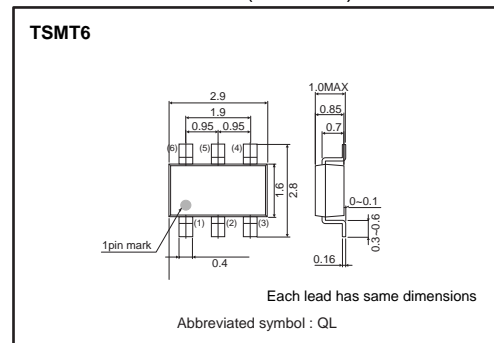 TSMT6
1.0MAX
2.9
0.85
1.9
0.7
0.95 0.95
(6) (5) (4)
1.6
2.8
0~0.1
0.3~0.6
(1) (2) (3)
1pin mark
0.4
0.16
Each lead has same dimensions
Abbreviated symbol : QL